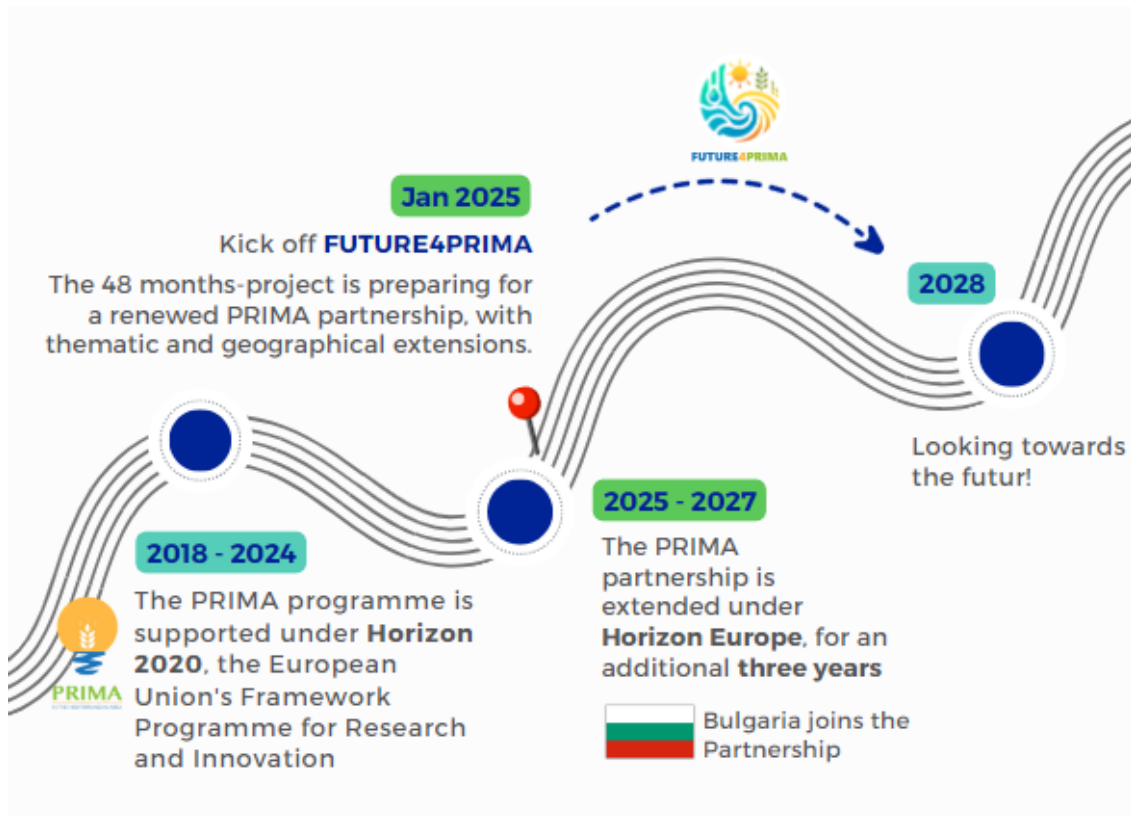 FUTURE4PRIMA
Jan 2025
Kick off FUTURE4PRIMA
The 48 months-project is preparing for
a renewed PRIMA partnership, with
thematic and geographical extensions.
2028
Looking towards
the futur!
2018 - 2024
The PRIMA programme is
supported under Horizon
2020, the European
Union's Framework
Programme for Research
and Innovation
PRIMA
2025 - 2027
The PRIMA
partnership is
extended under
Horizon Europe, for an
additional three years
Bulgaria joins the
Partnership